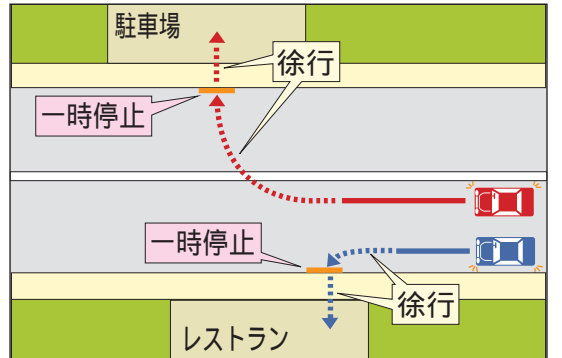 駐車場
徐行
一時停止
一時停止
徐行
レストラン